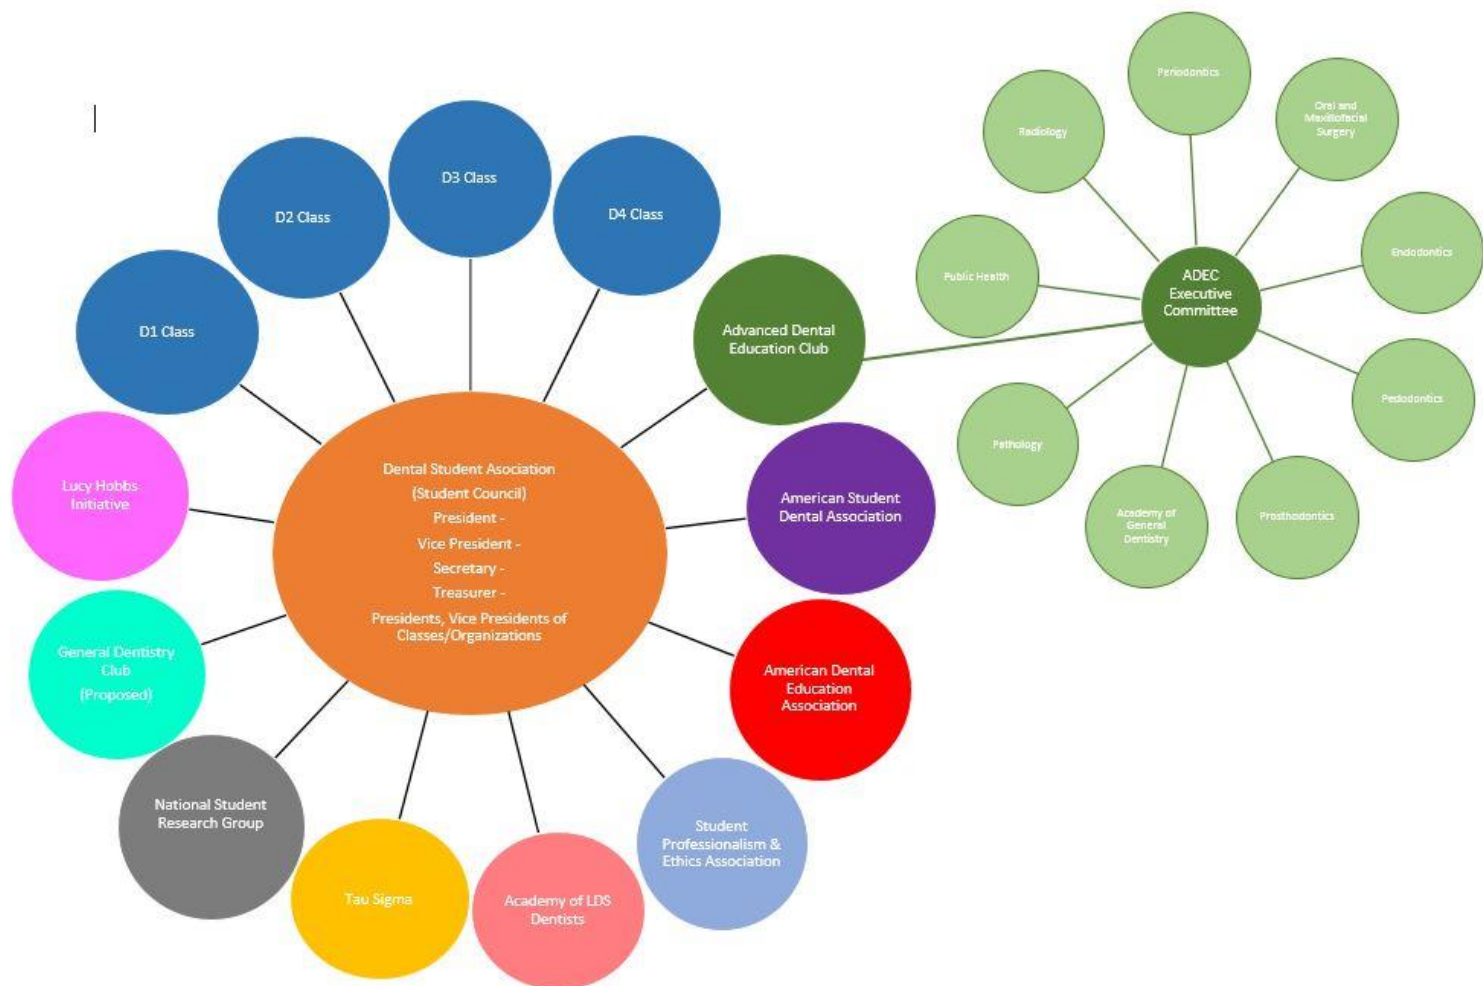 Periodontics
Oral and
Maxillofacial
Surgery
Radiology
D3 Class
D2 Class
D4 Class
Endodontics
Public Health
ADEC
Executive
Committee
D1 Class
Advanced Dental
Education Club
Pedodontics
Pathology
Academy of
General
Dentistry
Prosthodontics
Lucy Hobbs
Initiative
Dental Student Asociation
(Student Council)
President -
Vice President -
Secretary -
Treasurer -
Presidents, Vice Presidents of
Classes/Organizations
American Student
Dental Association
General Dentistry
Club
(Proposed)
American Dental
Education
Association
National Student
Research Group
Student
Professionalism &
Ethics Association
Tau Sigma
Academy of LDS
Dentists